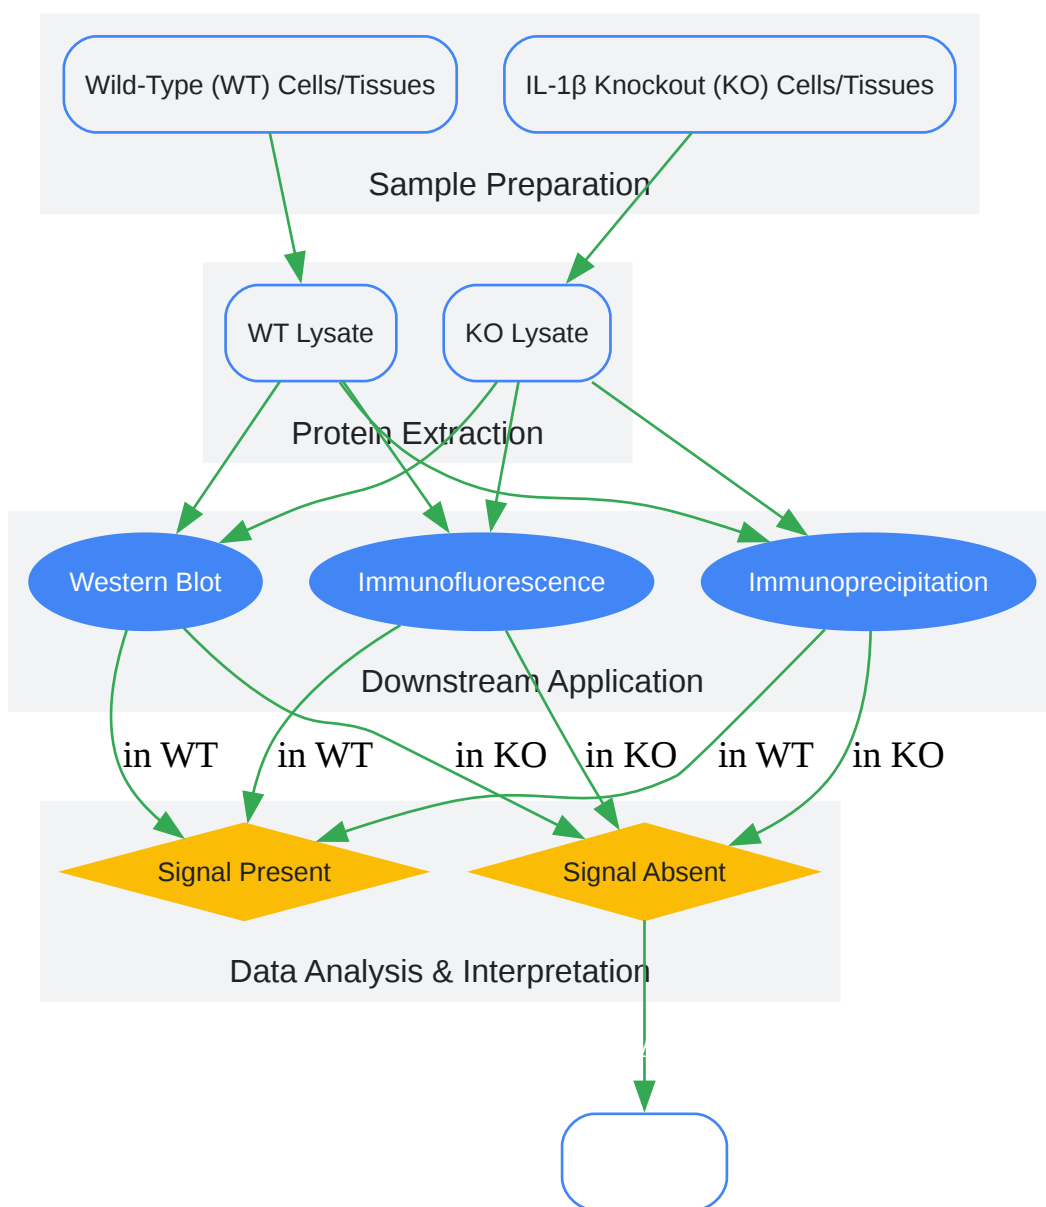 Wild-Type (WT) Cells/Tissues
IL-1β Knockout (KO) Cells/Tissues
Sample Preparation
WT Lysate
KO Lysate
Protein Extraction
Western Blot
Immunofluorescence
Immunoprecipitation
Downstream Application
in WT
in WT
in KO
in KO
in WT
in KO
Signal Present
Signal Absent
Data Analysis & Interpretation